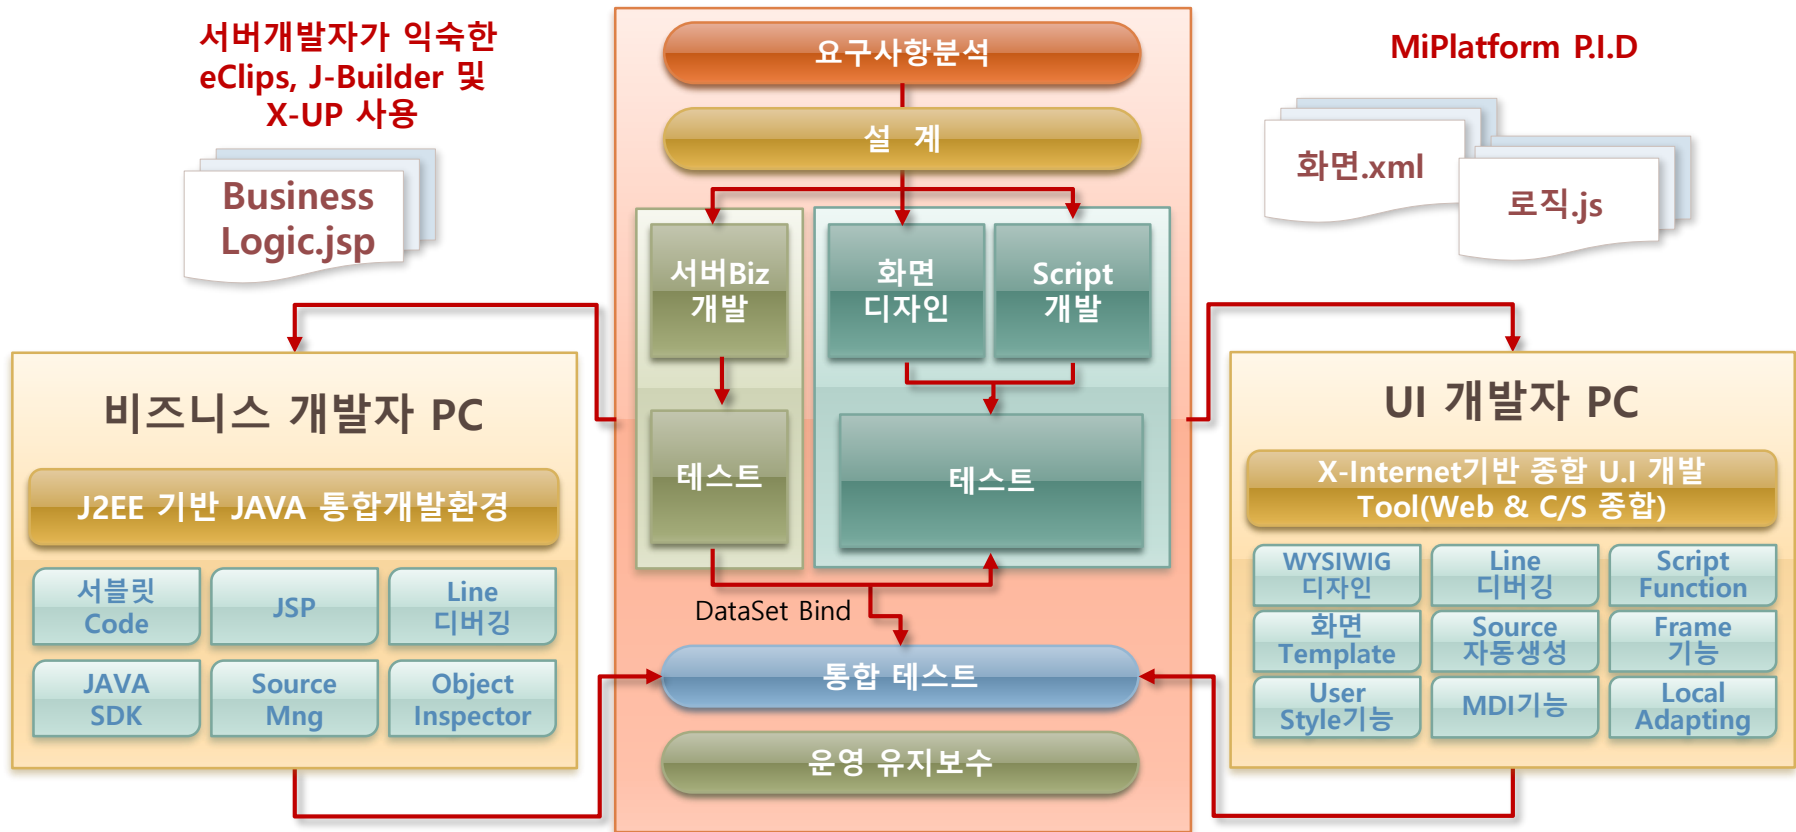 서버개발자가 익숙한
eClips, J-Builder 및
X-UP 사용
Business
Logic.jsp
요구사항분석
설 계
MiPlatform P.I.D
화면.xml
로직.js
서버Biz
개발
화면
디자인
Script
개발
테스트
테스트
DataSet Bind
통합 테스트
운영 유지보수
비즈니스 개발자 PC
J2EE 기반 JAVA 통합개발환경
서블릿
Code
JSP
Line
디버깅
JAVA
SDK
Source
Mng
Object
Inspector
UI 개발자 PC
X-Internet기반 종합 U.I 개발
Tool(Web & C/S 종합)
WYSIWIG
디자인
Line
디버깅
Script
Function
화면
Template
Source
자동생성
Frame
기능
User
Style기능
MDI기능
Local
Adapting